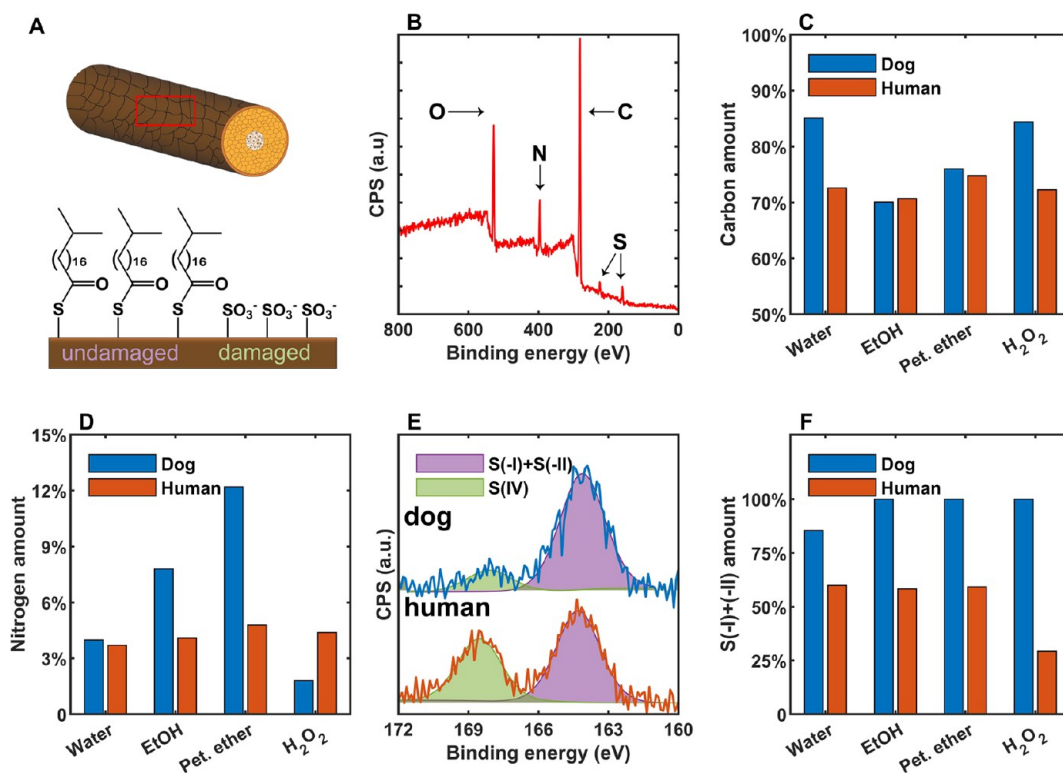 A
16
16
16
O
O
O
S
S
S
SO₃⁻
SO₃⁻
SO₃⁻
undamaged
damaged
B
CPS (a.u)
O
N
C
S
800
600
400
200
0
Binding energy (eV)
C
Carbon amount
100%
90%
80%
70%
60%
50%
Dog
Human
Water
EtOH
Pet. ether
H₂O₂
D
Nitrogen amount
15%
12%
9%
6%
3%
0
Dog
Human
Water
EtOH
Pet. ether
H₂O₂
E
CPS (a.u.)
S(-I)+S(-II)
S(IV)
dog
human
172
169
165
163
160
Binding energy (eV)
F
S(-I)+(-II) amount
100%
75%
50%
25%
0
Dog
Human
Water
EtOH
Pet. ether
H₂O₂